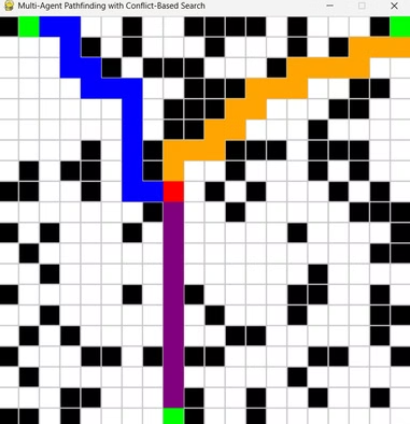 Multi-Agent Pathfinding with Conflict-Based Search